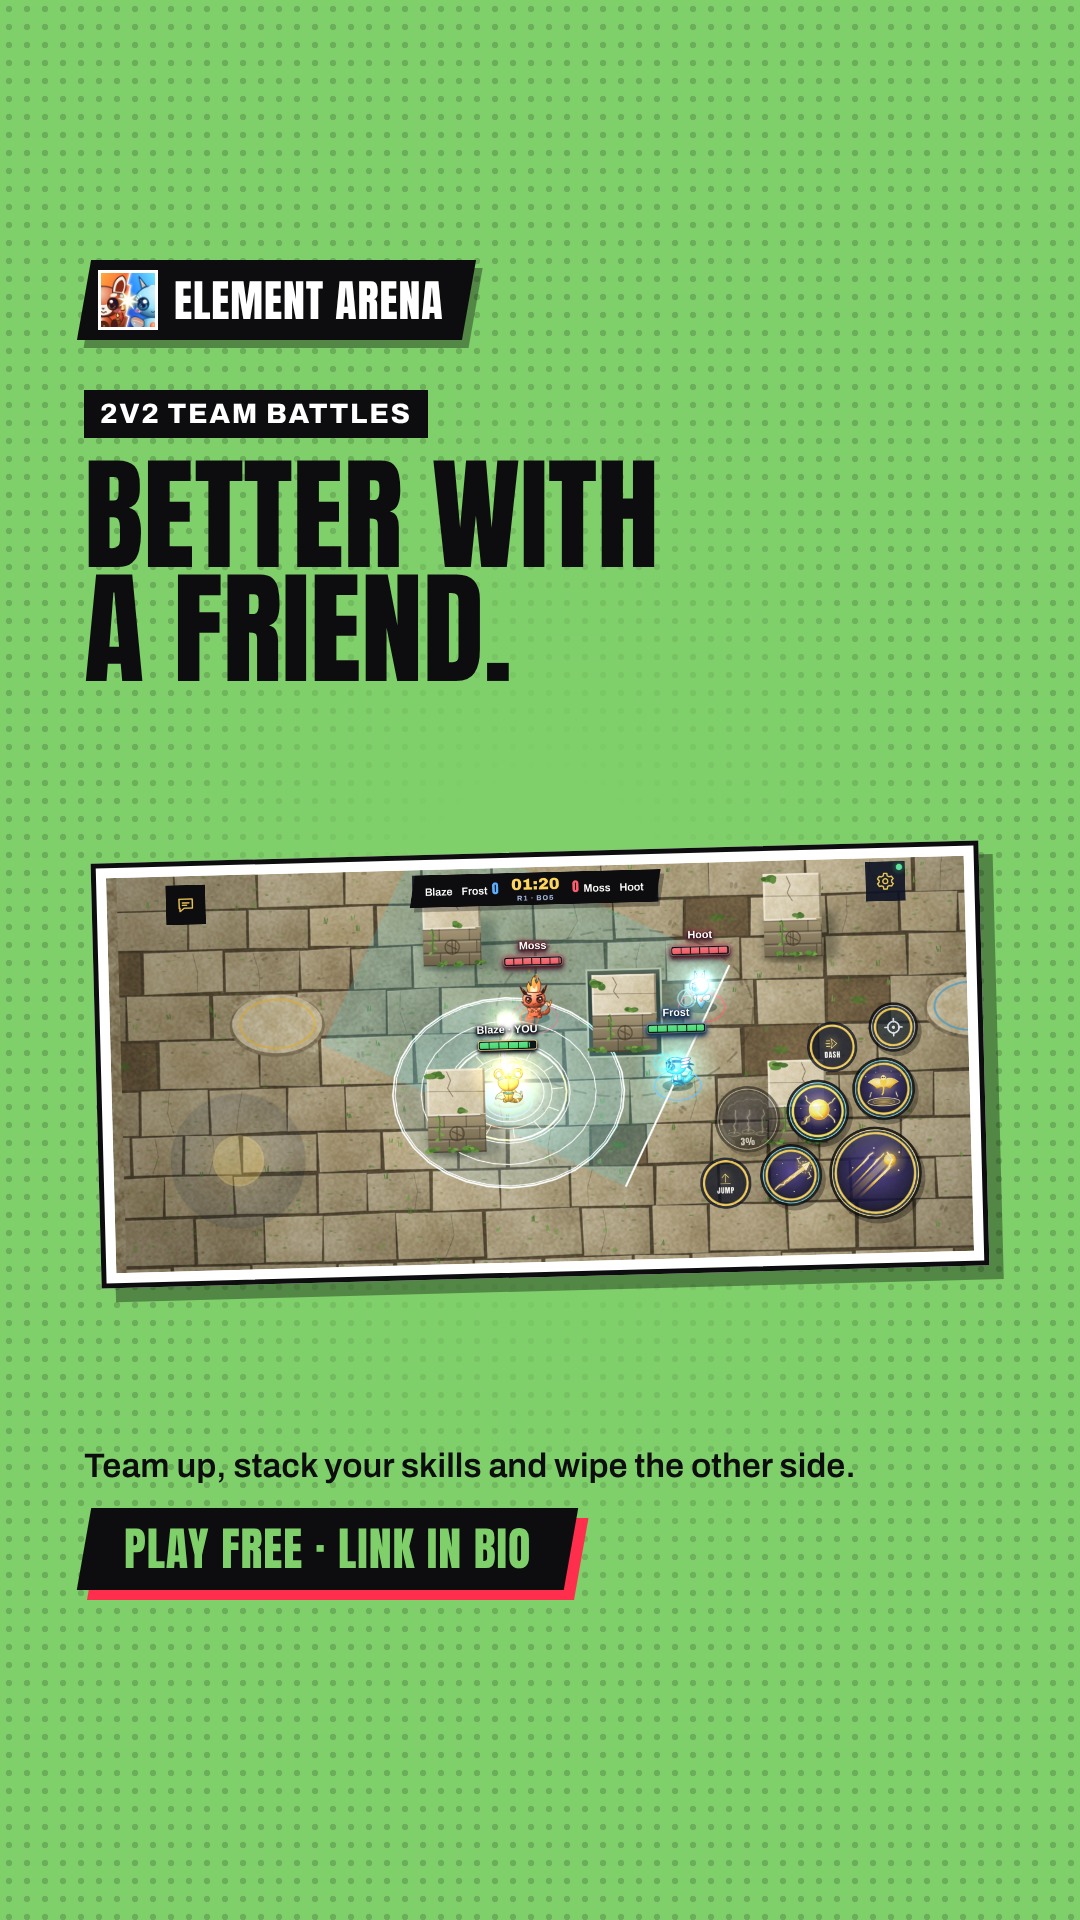 ELEMENT ARENA
2V2 TEAM BATTLES
BETTER WITH
A FRIEND.
Blaze Frost 0 01:20 0 Moss Hoot
R1 · BO5
Hoot
Moss
Frost
Blaze · YOU
DASH
3%
JUMP
Team up, stack your skills and wipe the other side.
PLAY FREE · LINK IN BIO